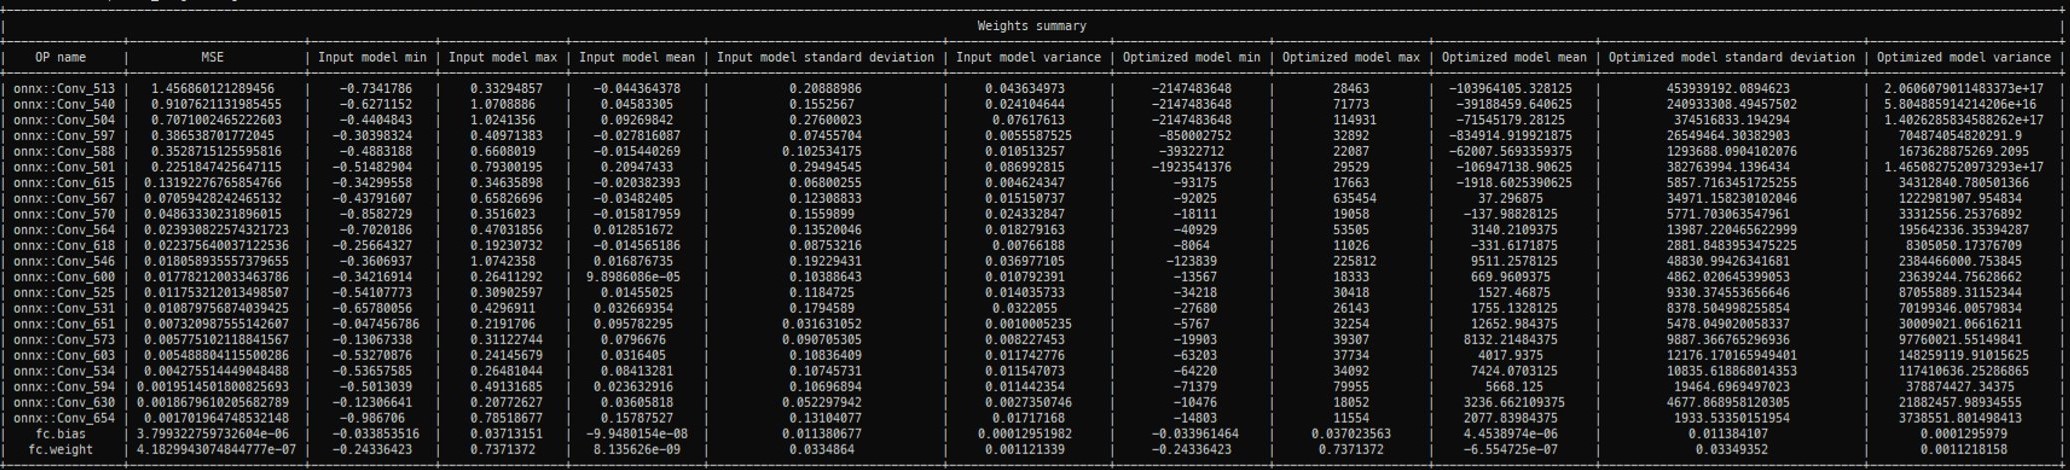 Weights summary
OP name | MSE | Input model min | Input model max | Input model mean | Input model standard deviation | Input model variance | Optimized model min | Optimized model max | Optimized model mean | Optimized model standard deviation | Optimized model variance
onnx::Conv_513 | 1.456860121289456 | -0.7341786 | 0.33294857 | -0.044364378 | 0.20888986 | 0.043634973 | -2147483648 | 28463 | -103964105.328125 | 453939192.0894623 | 2.0606079011483373e+17
onnx::Conv_540 | 0.9107621131985455 | -0.6271152 | 1.0708886 | 0.04583305 | 0.1552567 | 0.024104644 | -2147483648 | 71773 | -39188459.640625 | 240933308.49457502 | 5.804885914214206e+16
onnx::Conv_504 | 0.7071002465222603 | -0.4404843 | 1.0241356 | 0.09269842 | 0.27600023 | 0.07617613 | -2147483648 | 114931 | -71545179.28125 | 374516833.194294 | 1.4026285834588262e+17
onnx::Conv_597 | 0.386538701772045 | -0.30398324 | 0.40971383 | -0.027816087 | 0.07455704 | 0.0055587525 | -850002752 | 32892 | -834914.919921875 | 26549464.30382903 | 704874054820291.9
onnx::Conv_588 | 0.3528715125595816 | -0.4883188 | 0.6608019 | -0.015440269 | 0.102534175 | 0.010513257 | -39322712 | 22087 | -62007.5693359375 | 1293688.0904102076 | 1673628875269.2095
onnx::Conv_501 | 0.2251847425647115 | -0.51482904 | 0.79300195 | 0.20947433 | 0.29494545 | 0.086992815 | -1923541376 | 29529 | -106947138.90625 | 382763994.1396434 | 1.4650827520973293e+17
onnx::Conv_615 | 0.13192276765854766 | -0.34299558 | 0.34635898 | -0.020382393 | 0.06800255 | 0.004624347 | -93175 | 17663 | -1918.6025390625 | 5857.7163451725255 | 34312840.780501366
onnx::Conv_567 | 0.07059428242465132 | -0.43791607 | 0.65826696 | -0.03482405 | 0.12308833 | 0.015150737 | -92025 | 635454 | 37.296875 | 34971.158230102046 | 1222981907.954834
onnx::Conv_570 | 0.04863330231896015 | -0.8582729 | 0.3516023 | -0.015817959 | 0.1559899 | 0.024332847 | -18111 | 19058 | -137.98828125 | 5771.703063547961 | 33312556.25376892
onnx::Conv_564 | 0.023930822574321723 | -0.7020186 | 0.47031856 | 0.012851672 | 0.13520046 | 0.018279163 | -40929 | 53505 | 3140.2109375 | 13987.220465622999 | 195642336.35394287
onnx::Conv_618 | 0.022375640037122536 | -0.25664327 | 0.19230732 | -0.014565186 | 0.08753216 | 0.00766188 | -8064 | 11026 | -331.6171875 | 2881.8483953475225 | 8305050.17376709
onnx::Conv_546 | 0.018058935557379655 | -0.3606937 | 1.0742358 | 0.016876735 | 0.19229431 | 0.036977105 | -123839 | 225812 | 9511.2578125 | 48830.99426341681 | 2384466000.753845
onnx::Conv_600 | 0.017782120033463786 | -0.34216914 | 0.26411292 | 9.8986086e-05 | 0.10388643 | 0.010792391 | -13567 | 18333 | 669.9609375 | 4862.020645399053 | 23639244.75628662
onnx::Conv_525 | 0.011753212013498507 | -0.54107773 | 0.30902597 | 0.01455025 | 0.1184725 | 0.014035733 | -34218 | 30418 | 1527.46875 | 9330.374553656646 | 87055889.31152344
onnx::Conv_531 | 0.010879756874039425 | -0.65780056 | 0.4296911 | 0.032669354 | 0.1794589 | 0.0322055 | -27680 | 26143 | 1755.1328125 | 8378.504998255854 | 70199346.00579834
onnx::Conv_651 | 0.007320987555142607 | -0.047456786 | 0.2191706 | 0.095782295 | 0.031631052 | 0.0010005235 | -5767 | 32254 | 12652.984375 | 5478.049020058337 | 30009021.06616211
onnx::Conv_573 | 0.005775102118841567 | -0.13067338 | 0.31122744 | 0.0796676 | 0.090705305 | 0.008227453 | -19903 | 39307 | 8132.21484375 | 9887.366765296936 | 97760021.55149841
onnx::Conv_603 | 0.005488804115500286 | -0.53270876 | 0.24145679 | 0.0316405 | 0.10836409 | 0.011742776 | -63203 | 37734 | 4017.9375 | 12176.170165949401 | 148259119.91015625
onnx::Conv_534 | 0.004275514449048488 | -0.53657585 | 0.26481044 | 0.08413281 | 0.10745731 | 0.011547073 | -64220 | 34092 | 7424.0703125 | 10835.618868014353 | 117410636.25286865
onnx::Conv_594 | 0.0019514501800825693 | -0.5013039 | 0.49131685 | 0.023632916 | 0.10696894 | 0.011442354 | -71379 | 79955 | 5668.125 | 19464.6969497023 | 378874427.34375
onnx::Conv_630 | 0.00186796102056827​89 | -0.12306641 | 0.20772627 | 0.03605818 | 0.052297942 | 0.0027350746 | -10476 | 18052 | 3236.662109375 | 4677.868958120305 | 21882457.98934555
onnx::Conv_654 | 0.001701964748532148 | -0.986706 | 0.78518677 | 0.15787527 | 0.13104077 | 0.01717168 | -14803 | 11554 | 2077.83984375 | 1933.53350151954 | 3738551.801498413
fc.bias | 3.799322759732604e-06 | -0.033853516 | 0.03713151 | -9.9480154e-08 | 0.011380677 | 0.00012951982 | -0.033961464 | 0.037023563 | 4.4538974e-06 | 0.011384107 | 0.0001295979
fc.weight | 4.1829943074844777e-07 | -0.24336423 | 0.7371372 | 8.135626e-09 | 0.0334864 | 0.001121339 | -0.24336423 | 0.7371372 | -6.554725e-07 | 0.03349352 | 0.0011218158